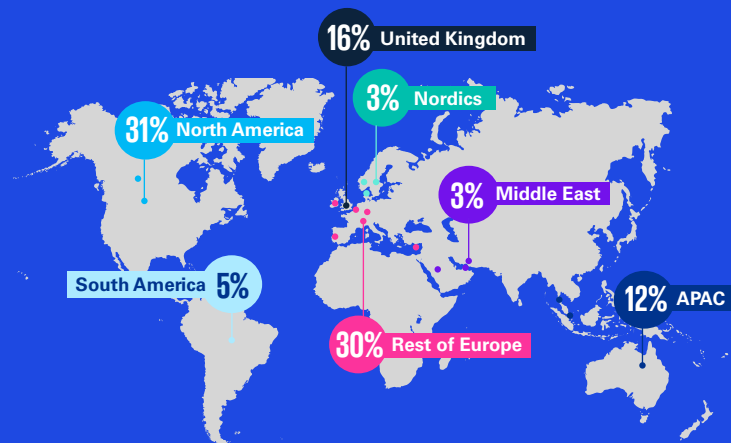 16% United Kingdom
3% Nordics
31% North America
3% Middle East
South America 5%
12% APAC
30% Rest of Europe